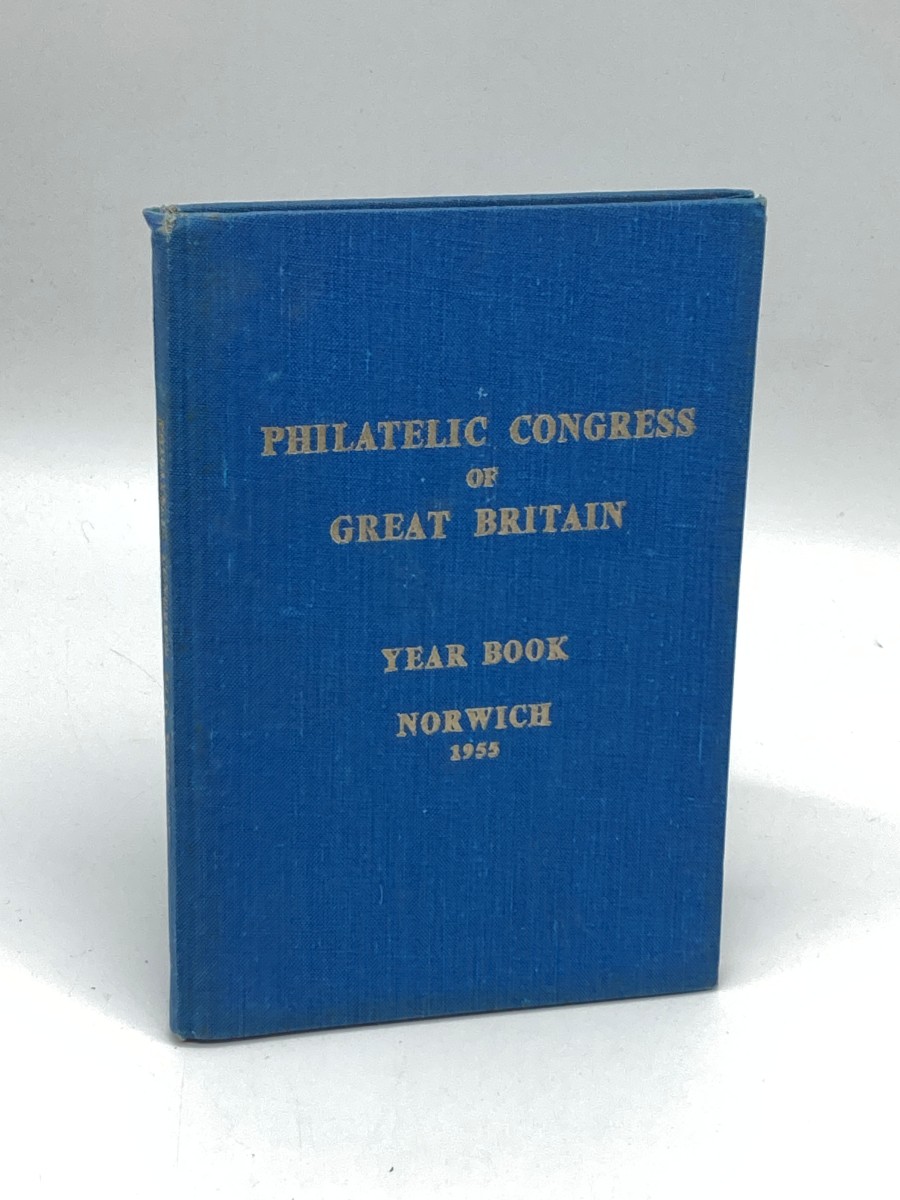 PHILATELIC CONGRESS
OF
GREAT BRITAIN
YEAR BOOK
NORWICH
1955